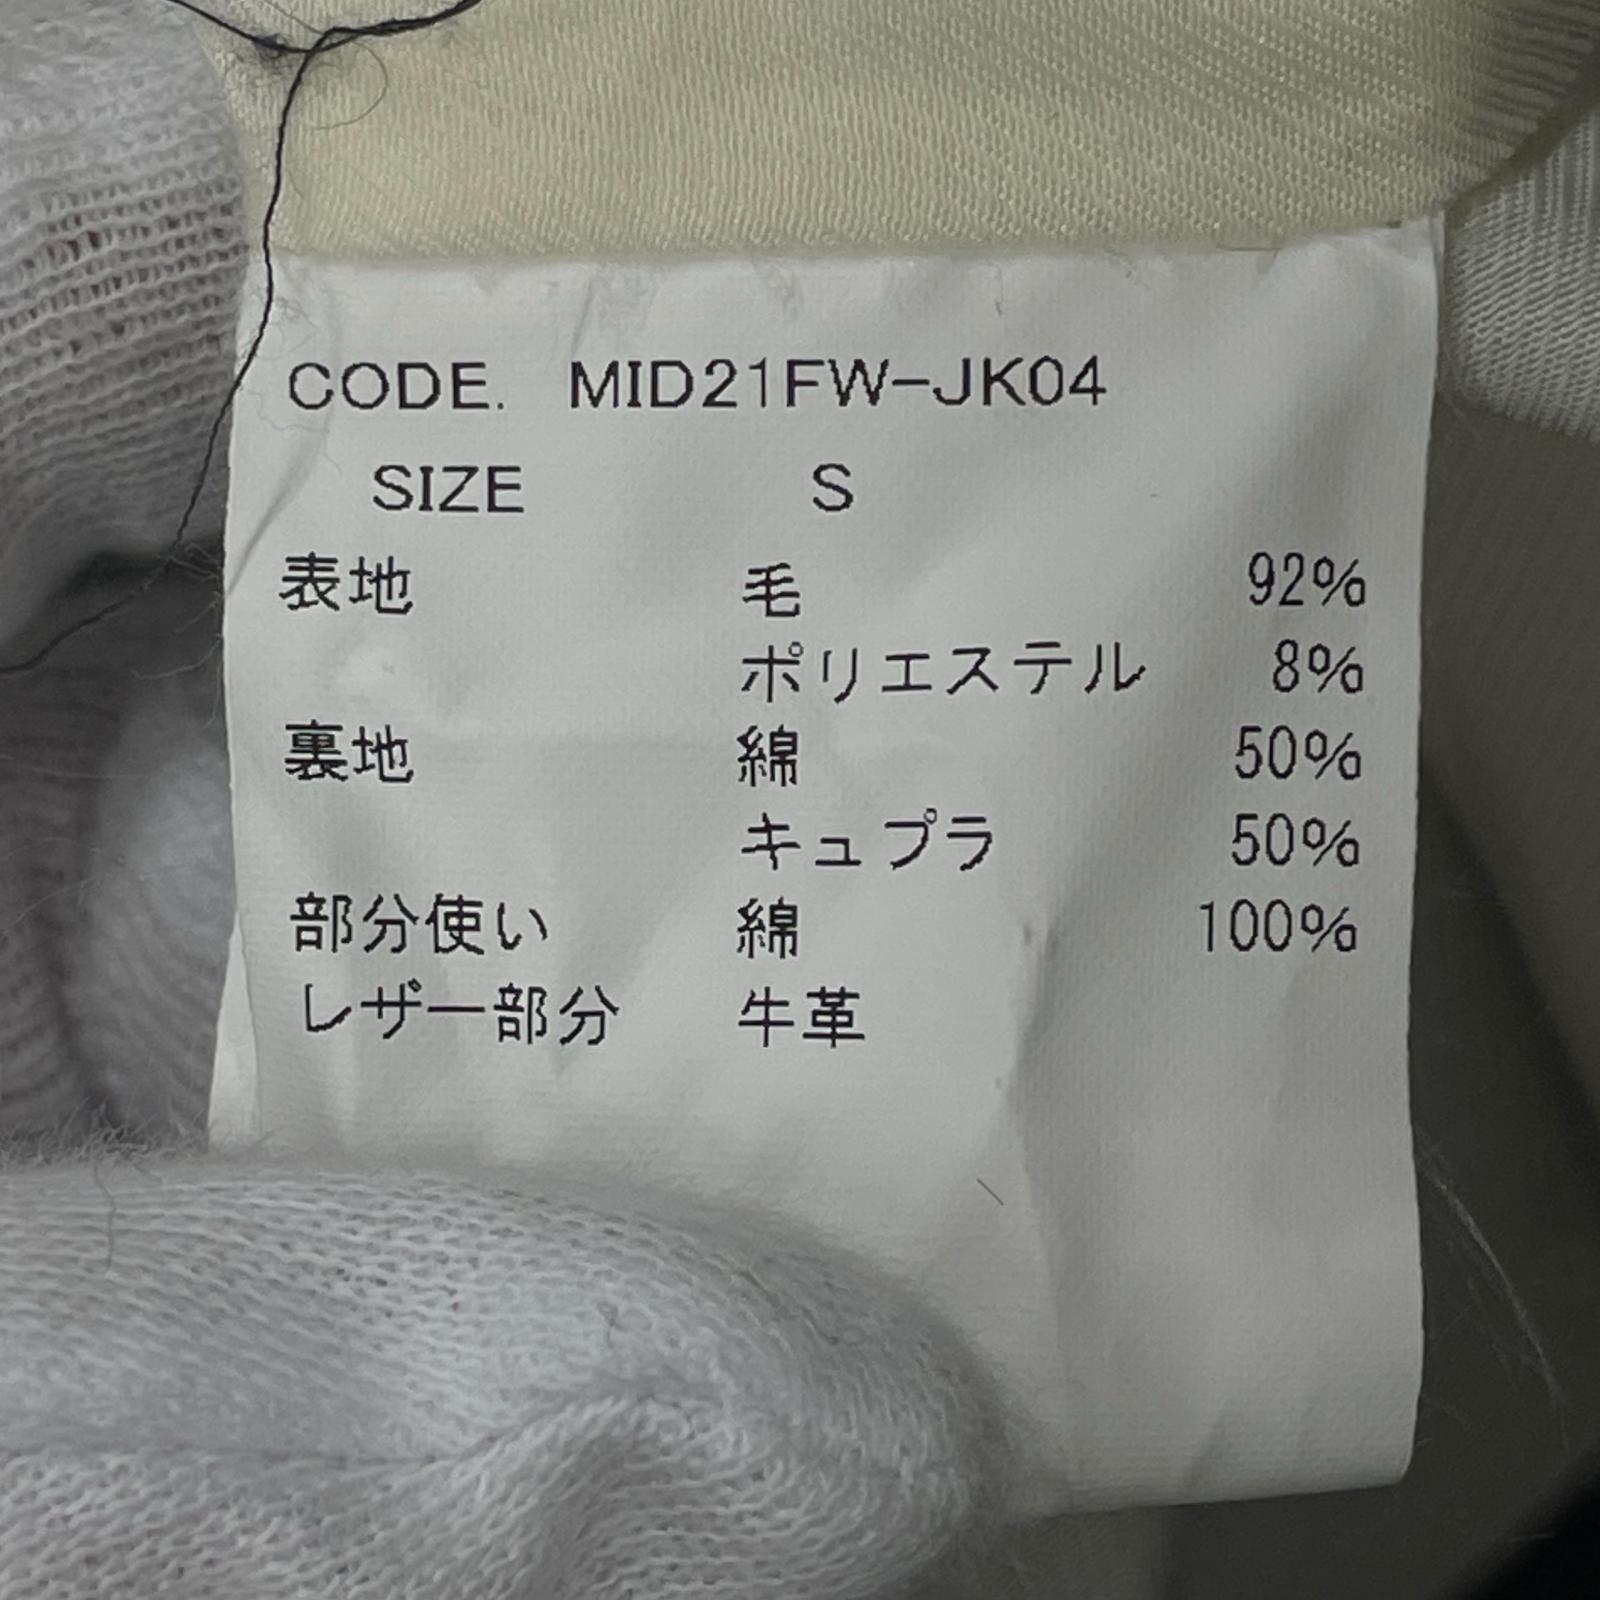 CODE. MID21FW-JK04
SIZE S
表地 毛 92%
ポリエステル 8%
裏地 綿 50%
キュプラ 50%
部分使い 綿 100%
レザー部分 牛革